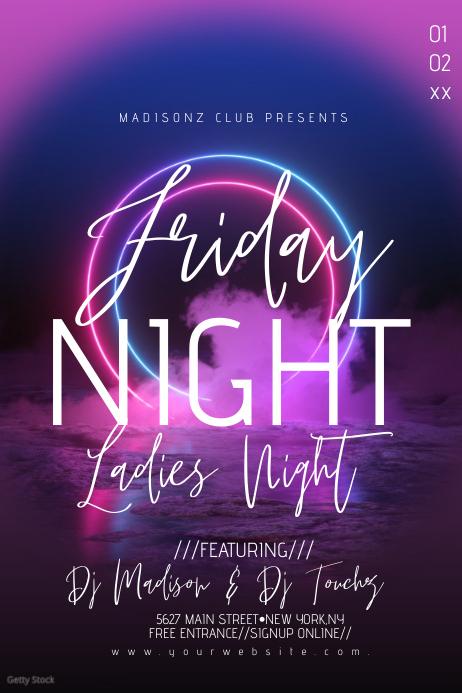 01
02
xx
MADISONZ CLUB PRESENTS
Friday
NIGHT
Ladies Night
///FEATURING///
Dj Madison & Dj Touchz
5627 MAIN STREET•NEW YORK,NY
FREE ENTRANCE//SIGNUP ONLINE//
www.yourwebsite.com.
Getty Stock